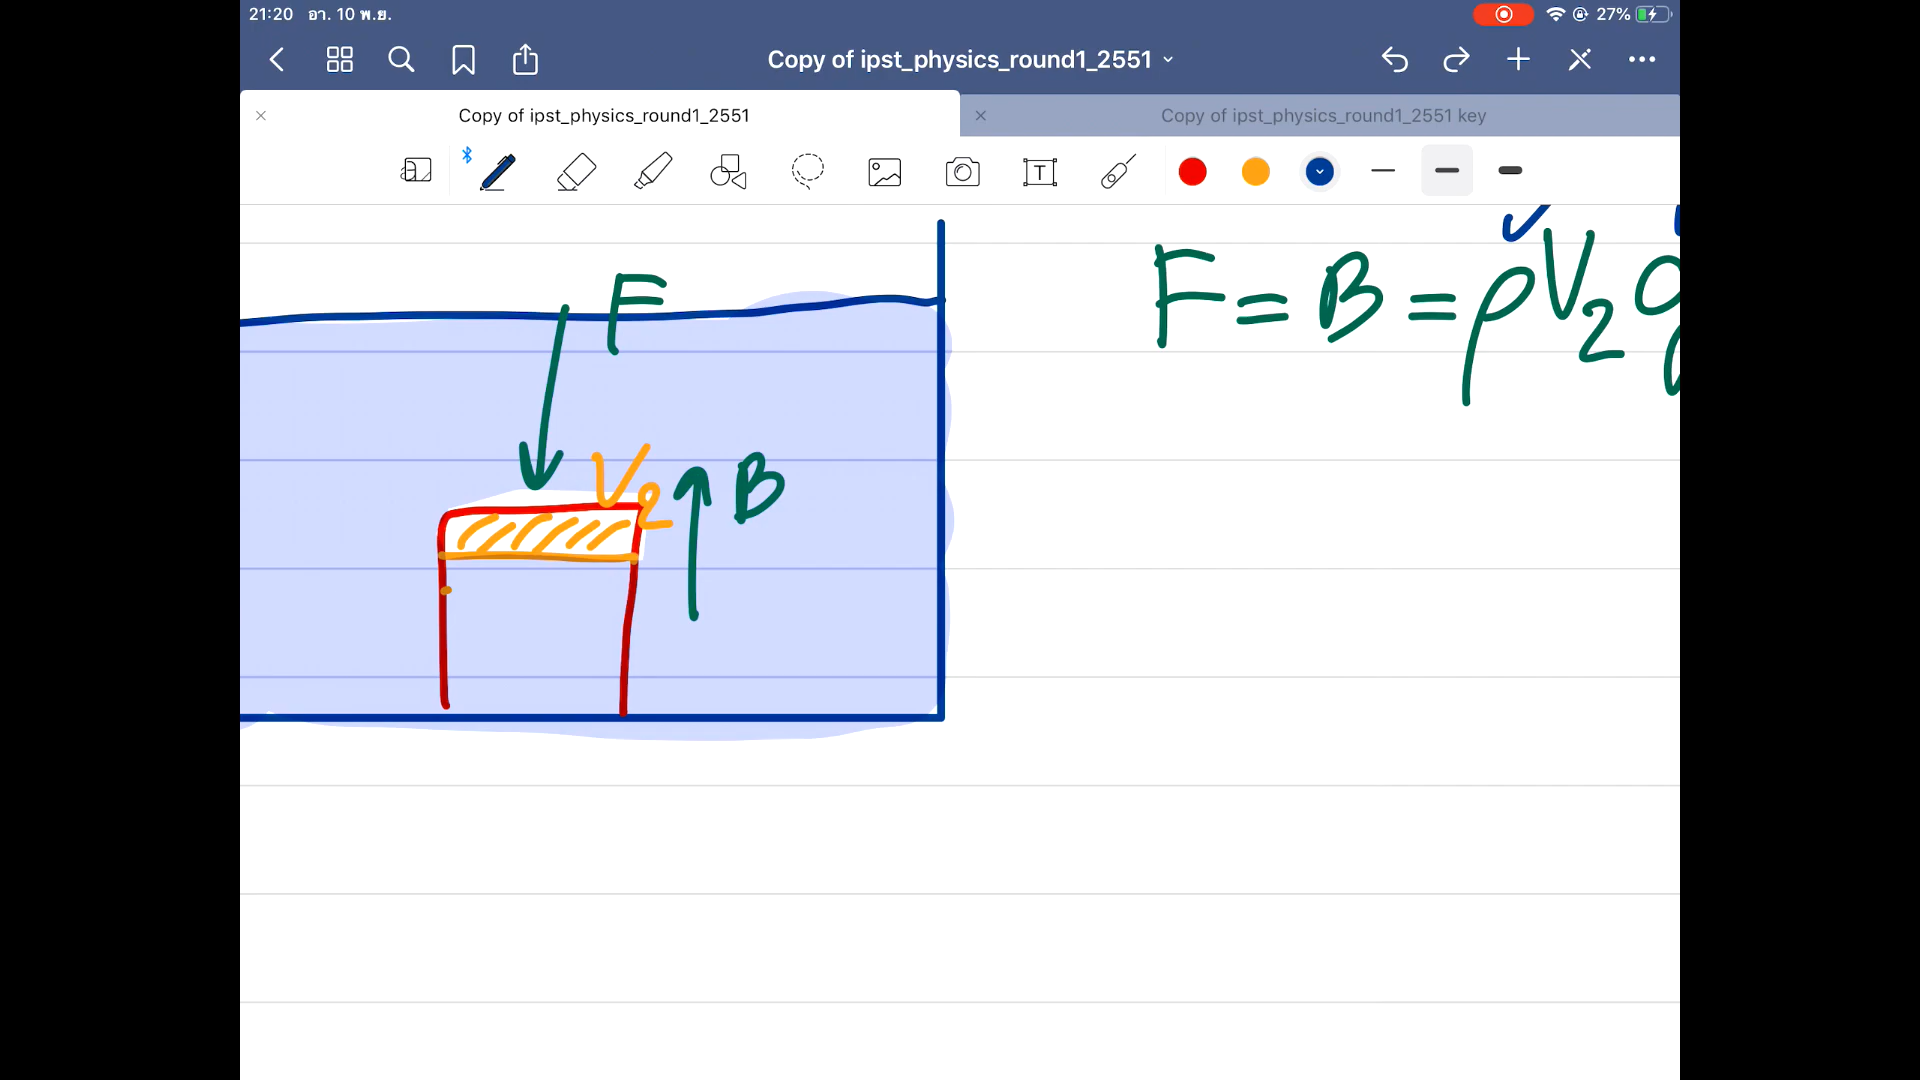 21:20 อา. 10 พ.ย.
27%
Copy of ipst_physics_round1_2551
Copy of ipst_physics_round1_2551
Copy of ipst_physics_round1_2551 key
F
F = B = ρV₂g
V₂
B